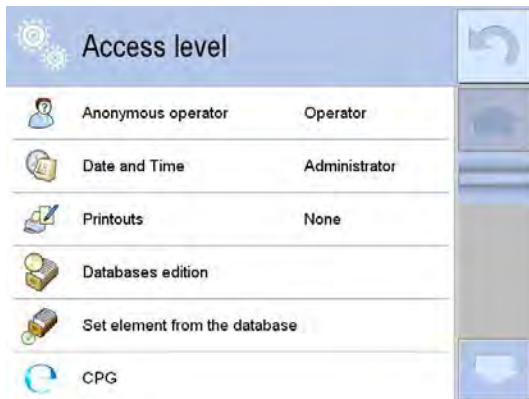 Access level
Anonymous operator Operator
Date and Time Administrator
Printouts None
Databases edition
Set element from the database
CPG